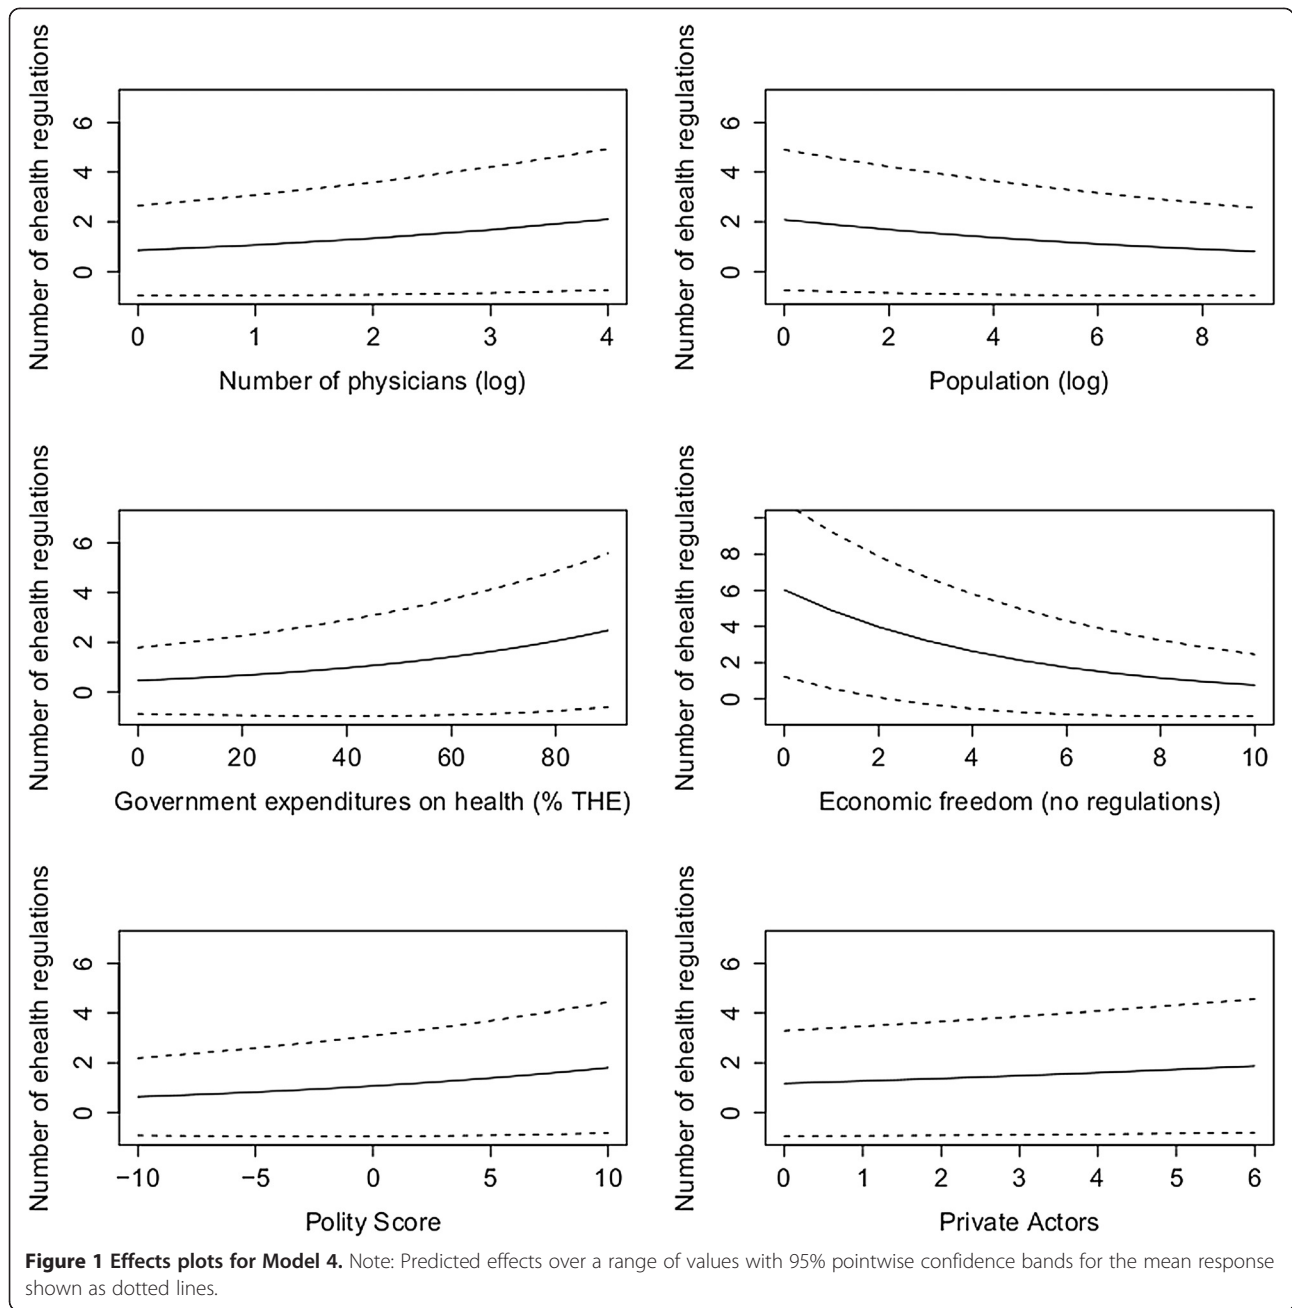 Number of ehealth regulations
6
4
2
0
0 1 2 3 4
Number of physicians (log)
Number of ehealth regulations
6
4
2
0
0 2 4 6 8
Population (log)
Number of ehealth regulations
6
4
2
0
0 20 40 60 80
Government expenditures on health (% THE)
Number of ehealth regulations
8
6
4
2
0
0 2 4 6 8 10
Economic freedom (no regulations)
Number of ehealth regulations
6
4
2
0
−10 −5 0 5 10
Polity Score
Number of ehealth regulations
6
4
2
0
0 1 2 3 4 5 6
Private Actors
Figure 1 Effects plots for Model 4. Note: Predicted effects over a range of values with 95% pointwise confidence bands for the mean response
shown as dotted lines.